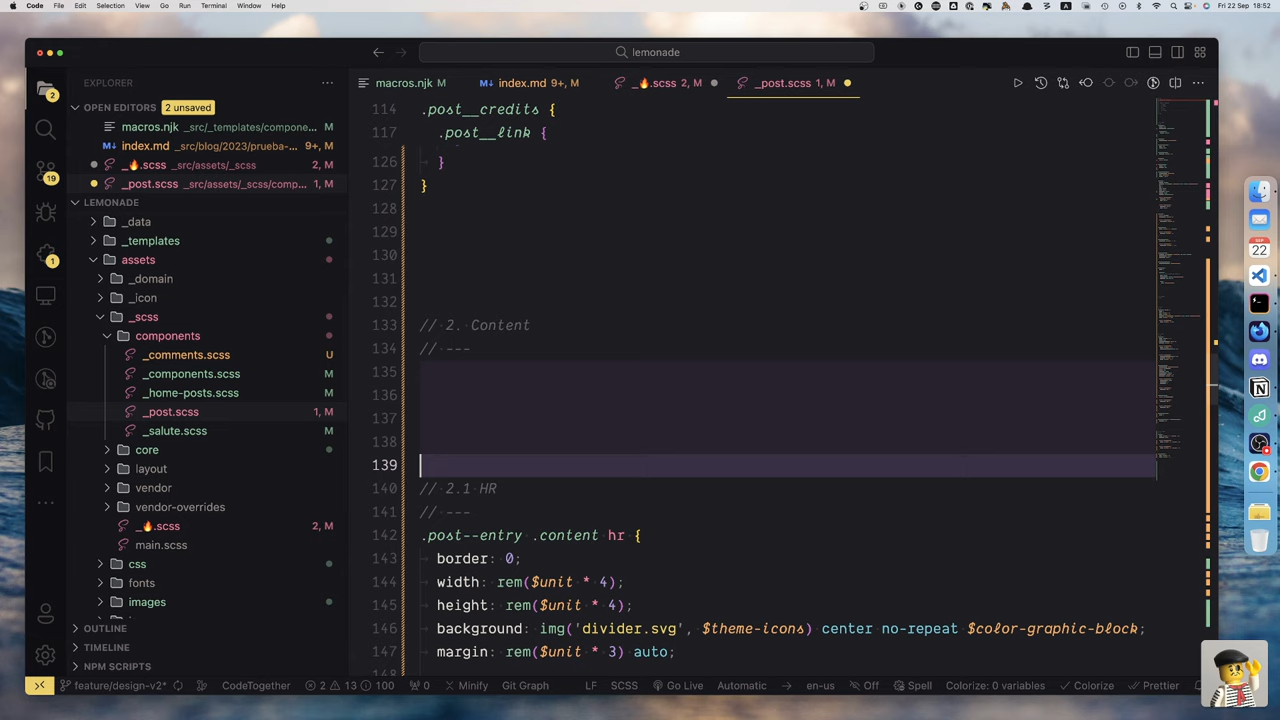 Code File Edit Selection View Go Run Terminal Window Help
A
Fri 22 Sep 18:52
lemonade
EXPLORER
macros.njk M
index.md 9+, M
_🔥.scss 2, M
_post.scss 1, M
OPEN EDITORS 2 unsaved
macros.njk _src/_templates/compone...
index.md _src/blog/2023/prueba-... 9+, M
_🔥.scss _src/assets/_scss 2, M
_post.scss _src/assets/_scss/comp... 1, M
LEMONADE
_data
_templates
assets
_domain
_icon
_scss
components
_comments.scss U
_components.scss M
_home-posts.scss M
_post.scss 1, M
_salute.scss M
core
layout
vendor
vendor-overrides
_🔥.scss 2, M
main.scss
css
fonts
images
OUTLINE
TIMELINE
NPM SCRIPTS
2
19
1
114 .post__credits {
117 .post__link {
126 }
127 }
128
129
130
131
132
133 // 2. Content
134 // ---
135
136
137
138
139
140 // 2.1 HR
141 // ---
142 .post--entry .content hr {
143 border: 0;
144 width: rem($unit * 4);
145 height: rem($unit * 4);
146 background: img('divider.svg', $theme-icons) center no-repeat $color-graphic-block;
147 margin: rem($unit * 3) auto;
SEP
22
feature/design-v2* CodeTogether 2 13 100 0 Minify Git Graph LF SCSS Go Live Automatic en-us Off Spell Colorize: 0 variables Colorize Prettier